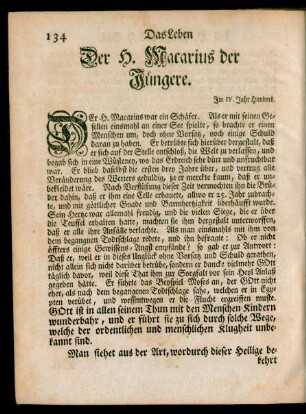 134 Das Leben
Der H. Macarius der
Jüngere.
Im IV. Jahr Hundert.
DEr H. Macarius war ein Schäfer. Als er mit seinen Ge-
sellen einsmahl an einer See spielte, so brachte er einen
Menschen um, doch ohne Vorsatz, noch einige Schuld
daran zu haben. Er betrübte sich hierüber dergestalt, daß
er sich auf der Stelle entschloß, die Welt zu verlassen, und
begab sich in eine Wüsteney, wo das Erdreich sehr dürr und unfruchtbar
war. Er blieb daselbst die ersten drey Jahre über, und vertrug alle
Veränderung des Wetters gedultig, ja er merckte kaum, daß er un-
bekleidet wäre. Nach Verfliessung dieser Zeit vermochten ihn die Brü-
der dahin, daß er ihm eine Zelle erbaute, allwo er 25. Jahr zubrach-
te, und mit göttlicher Gnade und Barmhertzigkeit überhäufft wurde.
Sein Hertze war allemahl freudig, und die vielen Siege, die er über
die Teuffel erhalten hatte, machten sie ihm dergestalt unterworffen,
daß er alle ihre Anfälle verlachte. Als man einsmahls mit ihm von
dem begangenen Todtschlage redete, und ihn befragte: Ob er nicht
öffters einige Gewissens-Angst empfände? so gab er zur Antwort:
Daß er, weil er in dieses Unglück ohne Vorsatz und Schuld gerathen,
nicht allein sich nicht darüber betrübe, sondern er dancke vielmehr GOtt
täglich davor, weil diese That ihm zur Sorgfalt vor sein Heyl Anlaß
gegeben hätte. Er führte das Beyspiel Moses an, der GOtt nicht
eher, als nach dem begangenen Todtschlage sahe, welchen er in Egy-
pten verübet, und weßentwegen er die Flucht ergreiffen muste.
GOtt ist in allen seinem Thun mit den Menschen Kindern
wunderbahr, und er führt sie zu sich durch solche Wege,
welche der ordentlichen und menschlichen Klugheit unbe-
kannt sind.
Man siehet aus der Art, wordurch dieser Heilige be-
kehrt